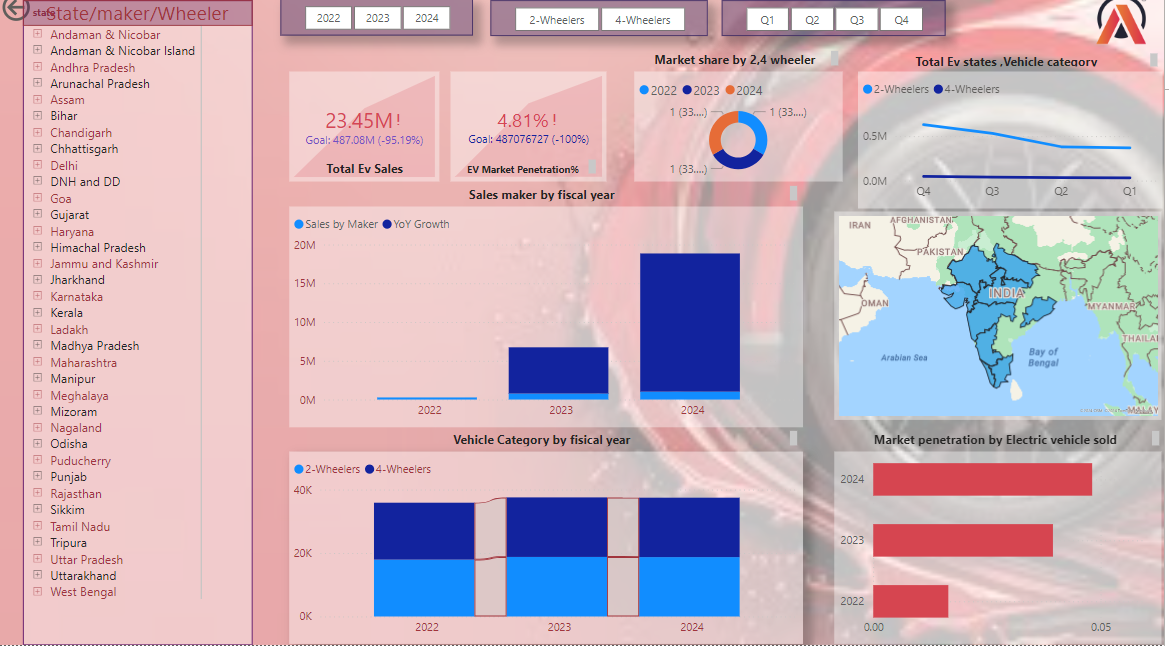 state
State/maker/Wheeler
Andaman & Nicobar
Andaman & Nicobar Island
Andhra Pradesh
Arunachal Pradesh
Assam
Bihar
Chandigarh
Chhattisgarh
Delhi
DNH and DD
Goa
Gujarat
Haryana
Himachal Pradesh
Jammu and Kashmir
Jharkhand
Karnataka
Kerala
Ladakh
Madhya Pradesh
Maharashtra
Manipur
Meghalaya
Mizoram
Nagaland
Odisha
Puducherry
Punjab
Rajasthan
Sikkim
Tamil Nadu
Tripura
Uttar Pradesh
Uttarakhand
West Bengal
2022 2023 2024
2-Wheelers 4-Wheelers
Q1 Q2 Q3 Q4
23.45M !
Goal: 487.08M (-95.19%)
Total Ev Sales
4.81% !
Goal: 487076727 (-100%)
EV Market Penetration%
Market share by 2,4 wheeler
2022 2023 2024
1 (33....) 1 (33....)
1 (33....)
Total Ev states ,Vehicle category
2-Wheelers 4-Wheelers
0.5M
0.0M
Q4 Q3 Q2 Q1
Sales maker by fiscal year
Sales by Maker YoY Growth
20M
15M
10M
5M
0M
2022 2023 2024
IRAN
AFGHANISTAN
PAKISTAN
INDIA
OMAN
MYANMAR
THAILA
Arabian Sea
Bay of
Bengal
MALAY
Vehicle Category by fiscal year
2-Wheelers 4-Wheelers
40K
20K
0K
2022 2023 2024
Market penetration by Electric vehicle sold
2024
2023
2022
0.00 0.05